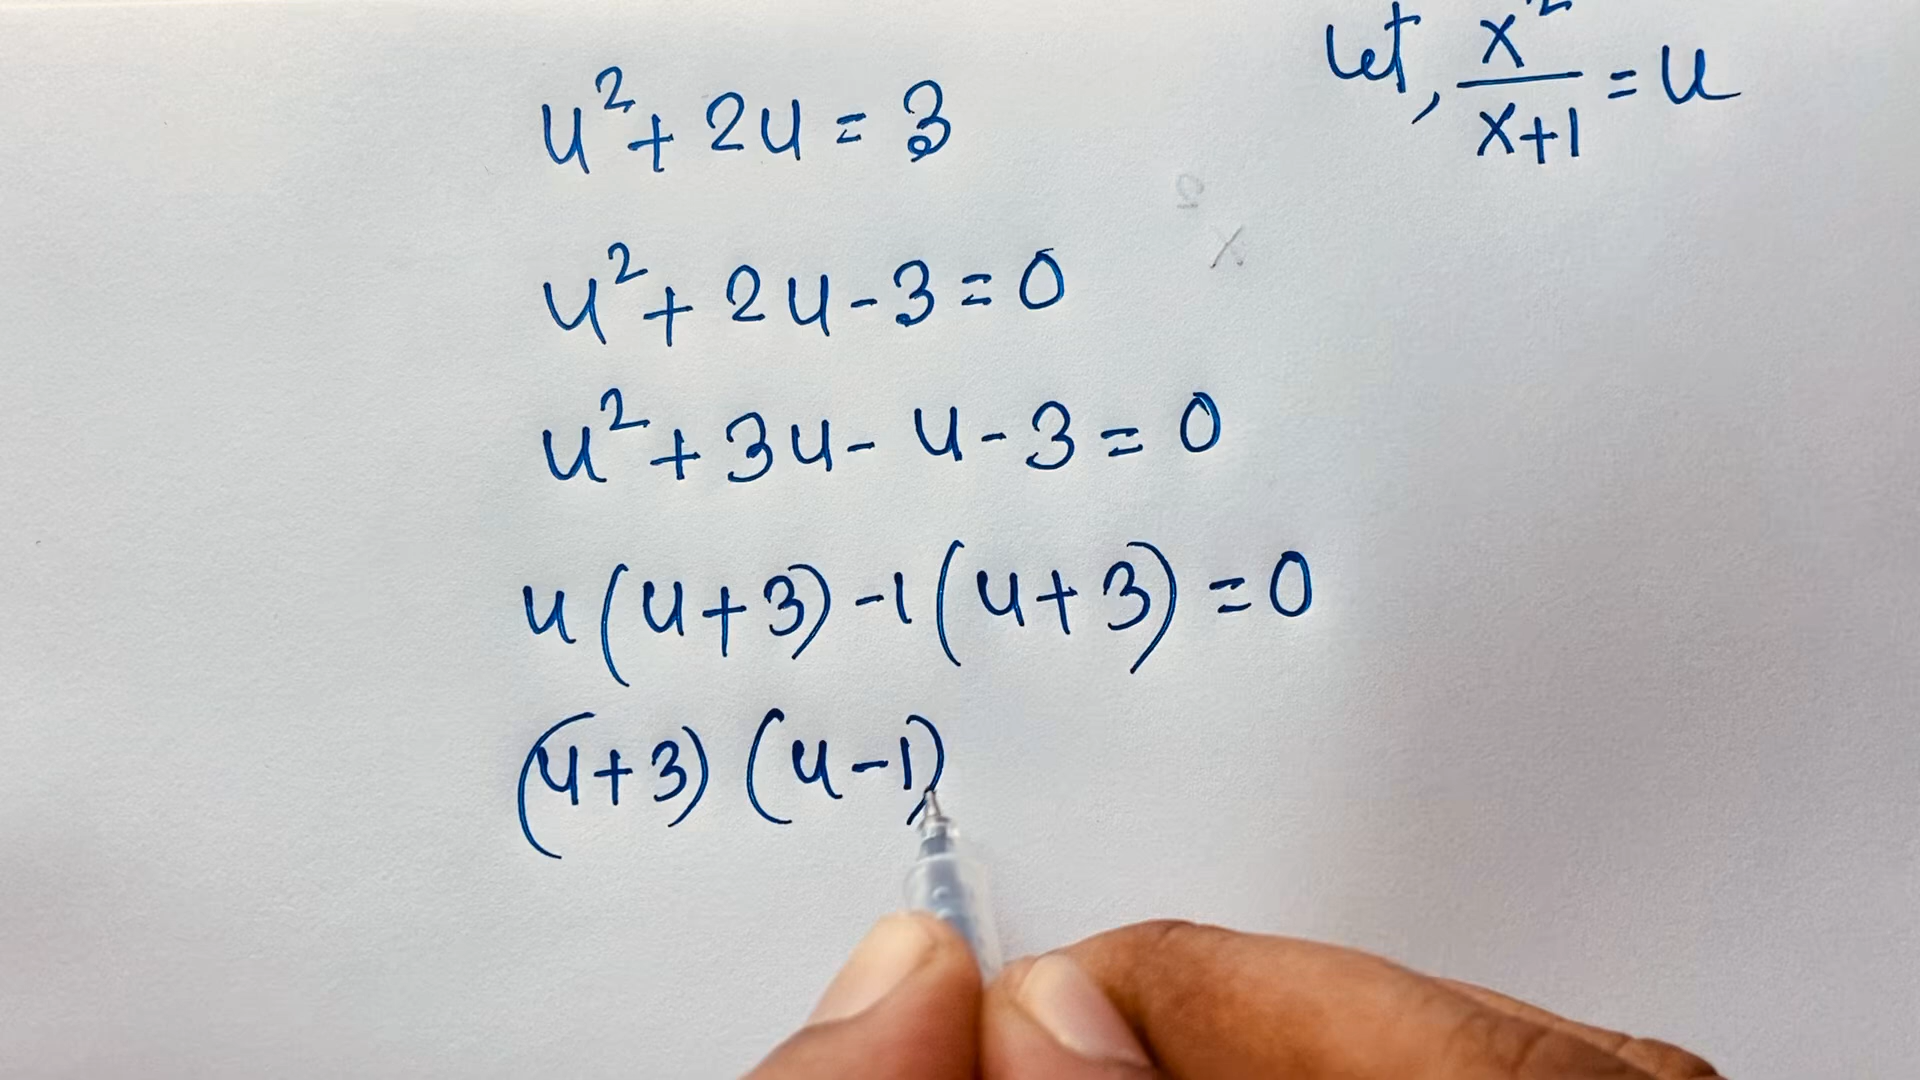 let, x²/x+1 = u
u² + 2u = 3
u² + 2u - 3 = 0
u² + 3u - u - 3 = 0
u(u+3) -1(u+3) = 0
(u+3) (u-1)